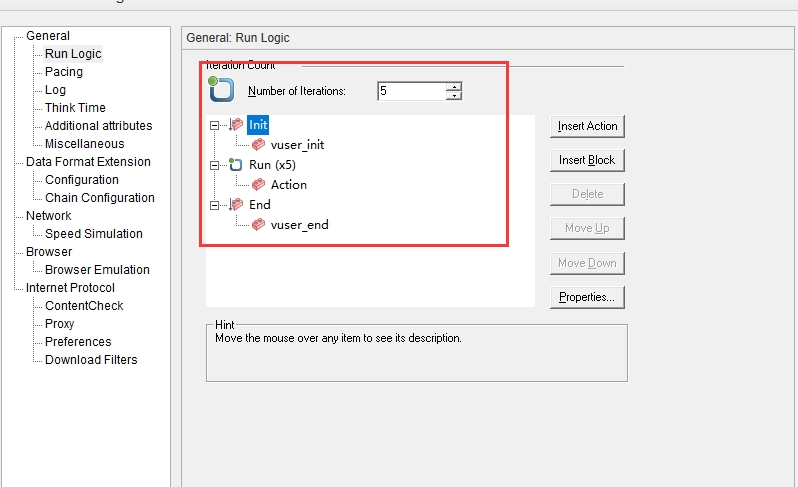 General
Run Logic
Pacing
Log
Think Time
Additional attributes
Miscellaneous
Data Format Extension
Configuration
Chain Configuration
Network
Speed Simulation
Browser
Browser Emulation
Internet Protocol
ContentCheck
Proxy
Preferences
Download Filters
General: Run Logic
Iteration Count
Number of Iterations: 5
Init
vuser_init
Run (x5)
Action
End
vuser_end
Insert Action
Insert Block
Delete
Move Up
Move Down
Properties...
Hint
Move the mouse over any item to see its description.